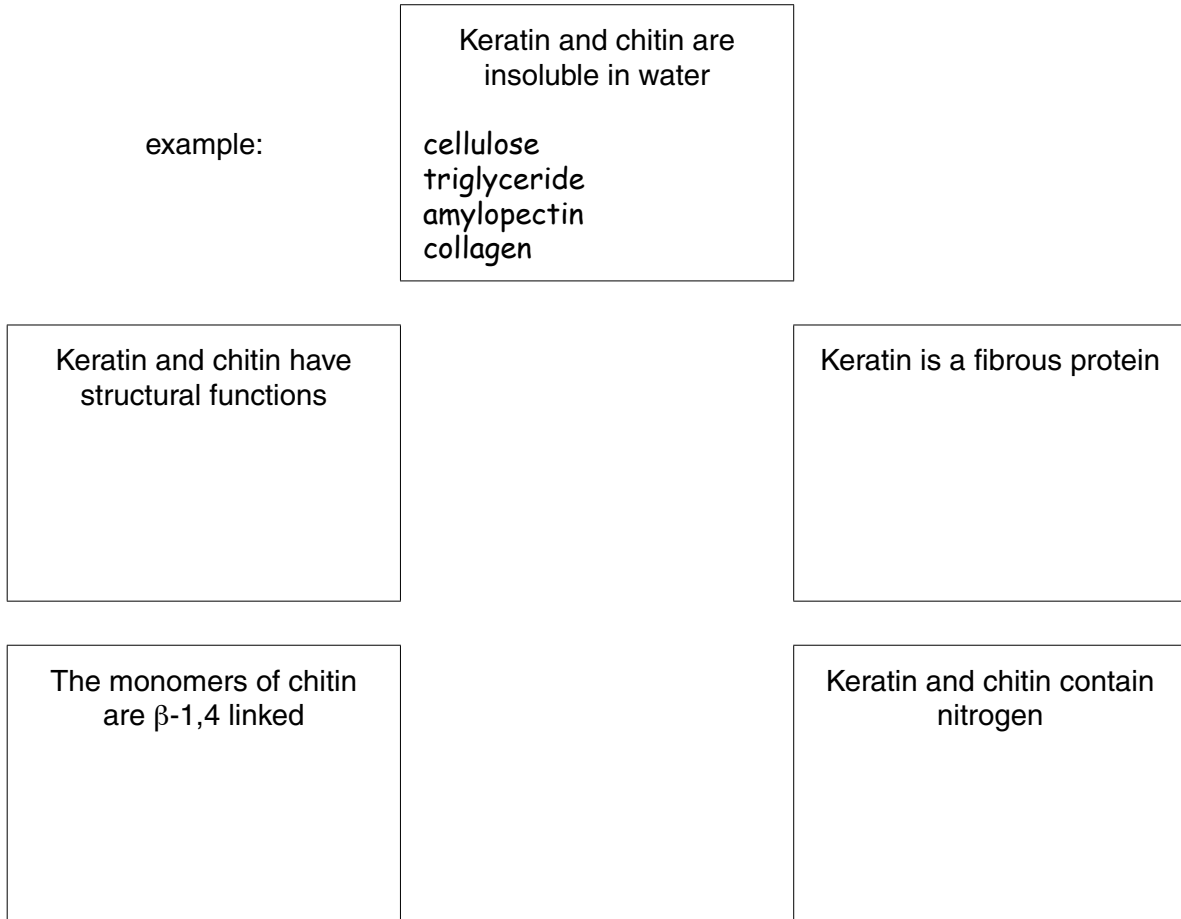 Keratin and chitin are
insoluble in water
example:
cellulose
triglyceride
amylopectin
collagen
Keratin and chitin have
structural functions
Keratin is a fibrous protein
The monomers of chitin
are β-1,4 linked
Keratin and chitin contain
nitrogen